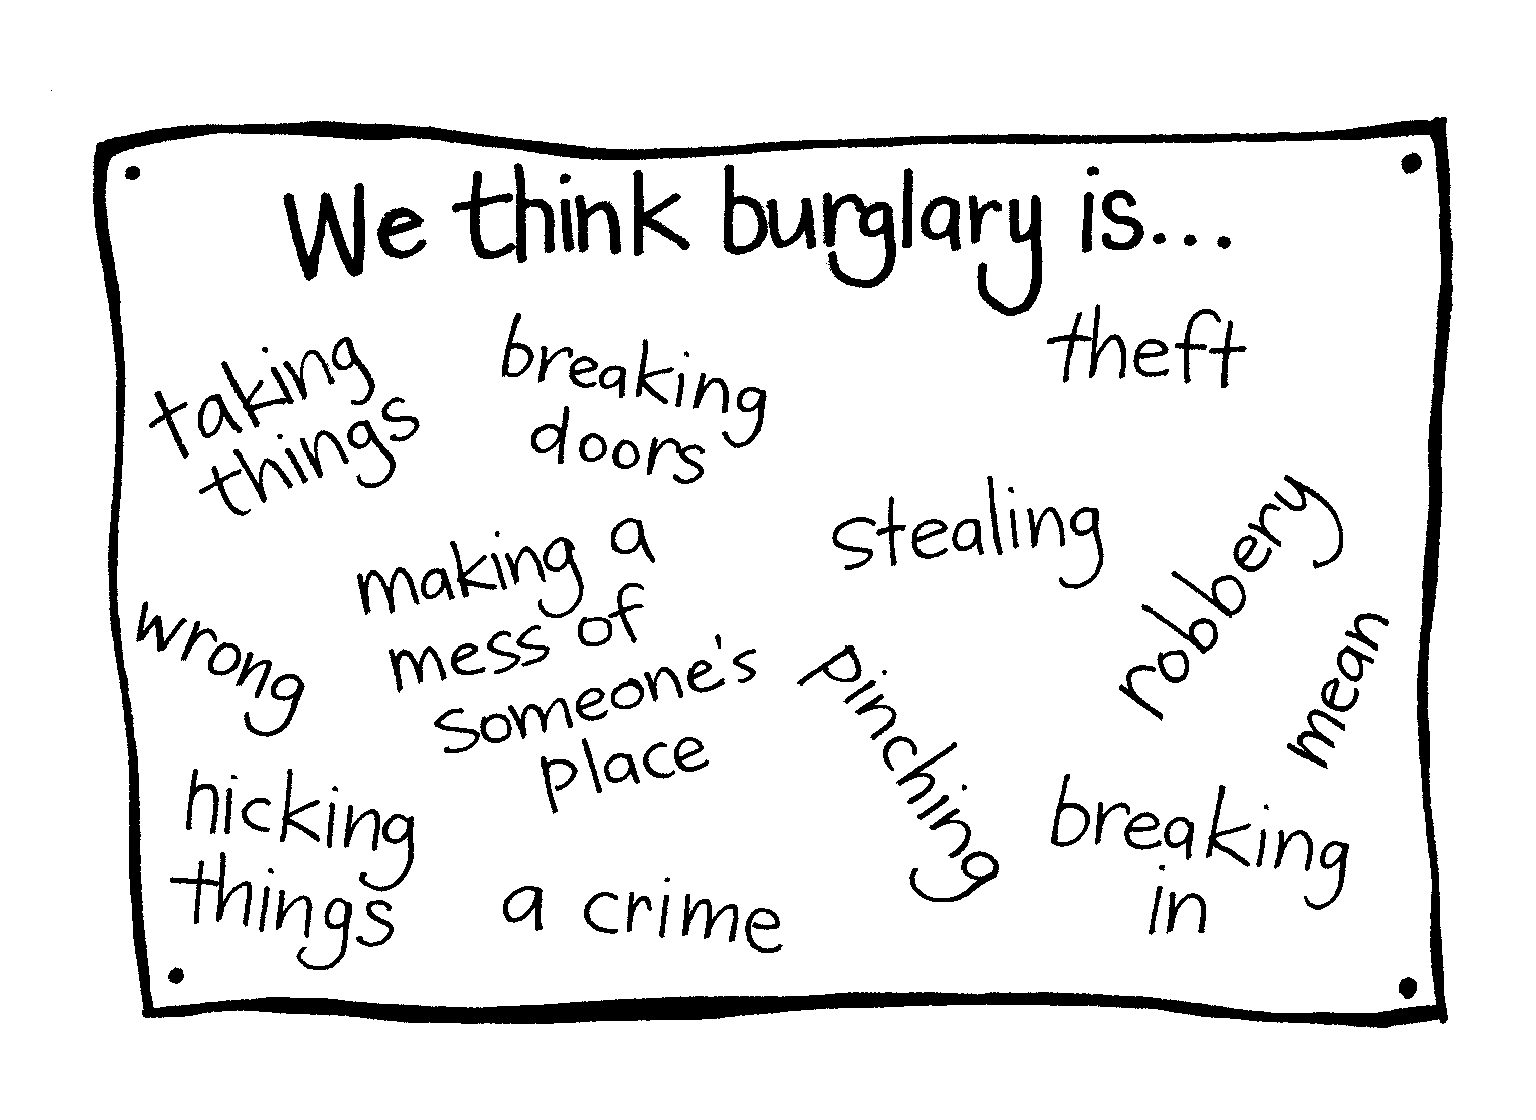 We think burglary is...
taking
things
breaking
doors
theft
stealing
robbery
making a
mess of
someone's
place
wrong
pinching
mean
hicking
things
a crime
breaking
in